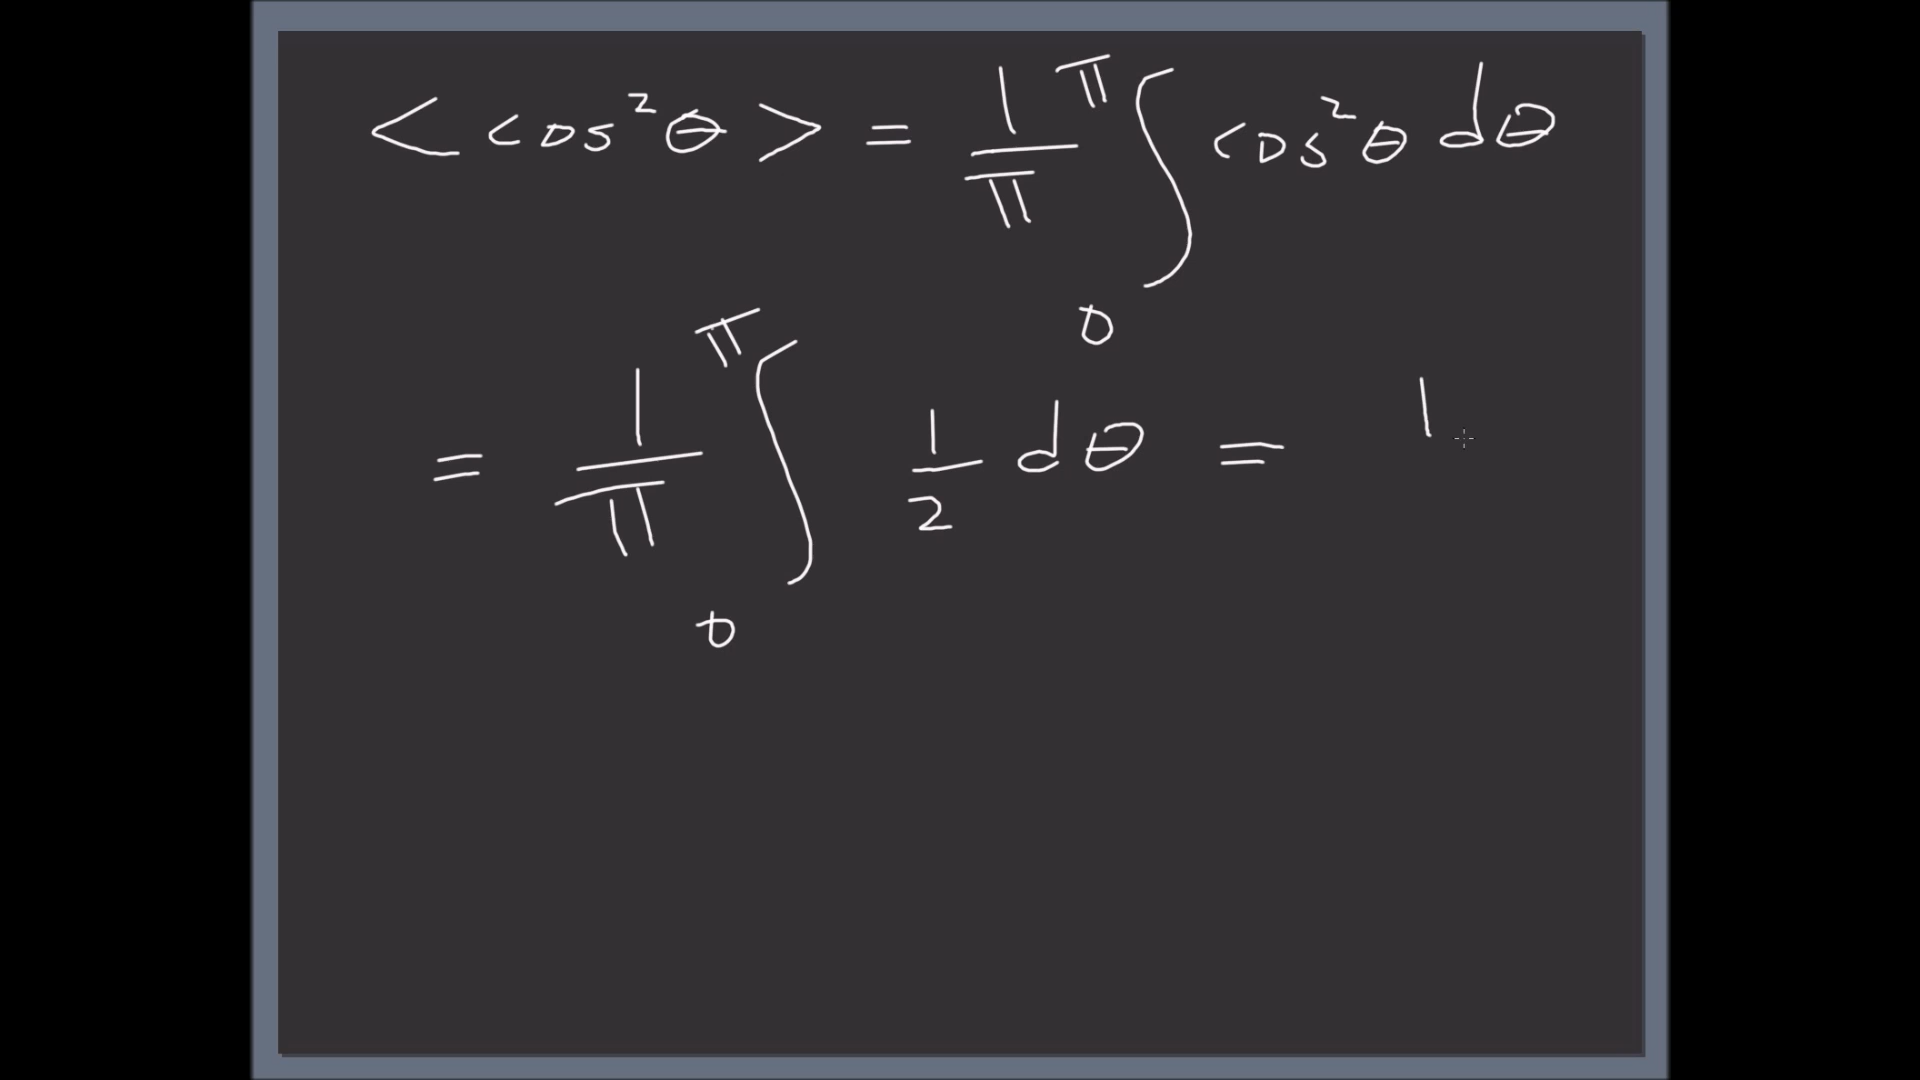 <cos²θ> = 1/π ∫₀^π cos²θ dθ
= 1/π ∫₀^π 1/2 dθ = 1